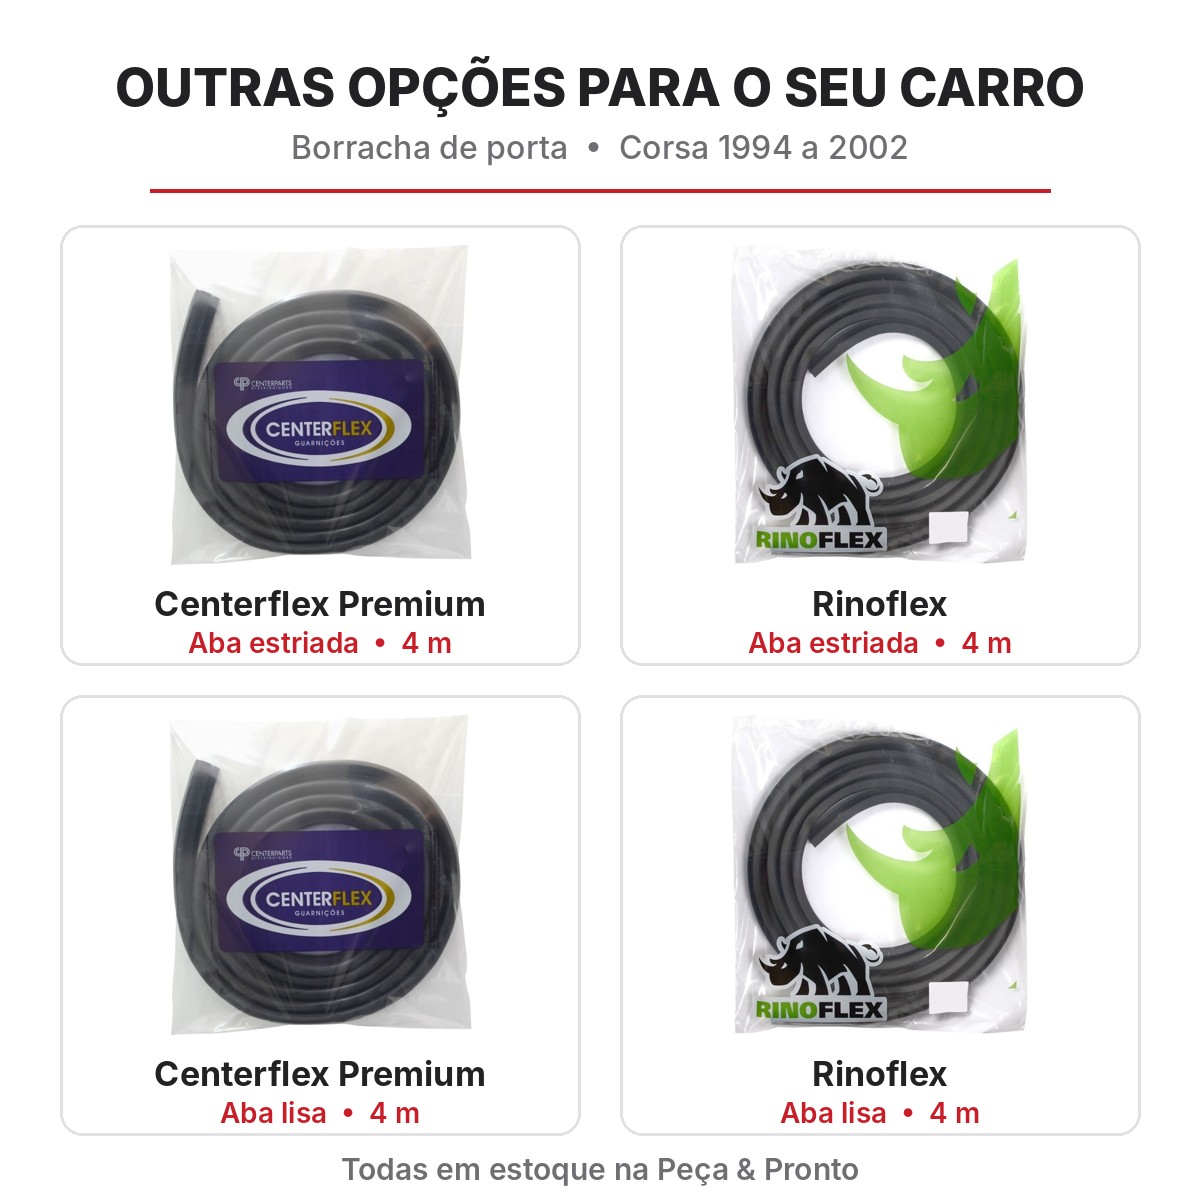 OUTRAS OPÇÕES PARA O SEU CARRO
Borracha de porta • Corsa 1994 a 2002
CENTERPARTS
DISTRIBUIDORA
CENTERFLEX
GUARNIÇÕES
RINOFLEX
Centerflex Premium
Aba estriada • 4 m
Rinoflex
Aba estriada • 4 m
CENTERPARTS
DISTRIBUIDORA
CENTERFLEX
GUARNIÇÕES
RINOFLEX
Centerflex Premium
Aba lisa • 4 m
Rinoflex
Aba lisa • 4 m
Todas em estoque na Peça & Pronto